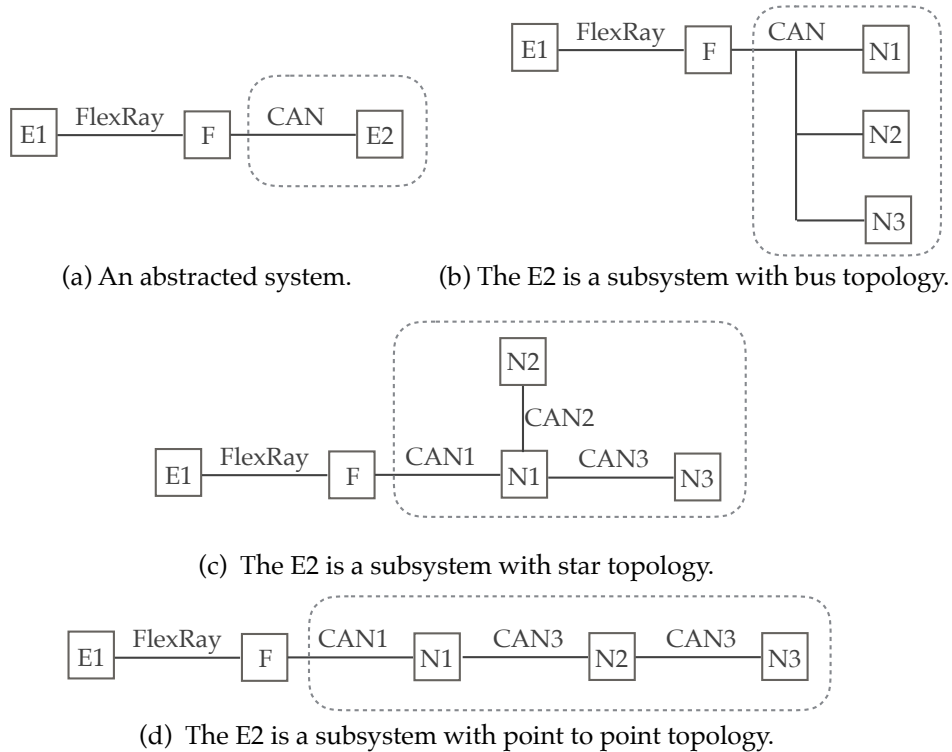 E1 FlexRay F CAN E2
(a) An abstracted system.
E1 FlexRay F CAN N1
N2
N3
(b) The E2 is a subsystem with bus topology.
N2
CAN2
E1 FlexRay F CAN1 N1 CAN3 N3
(c) The E2 is a subsystem with star topology.
E1 FlexRay F CAN1 N1 CAN3 N2 CAN3 N3
(d) The E2 is a subsystem with point to point topology.